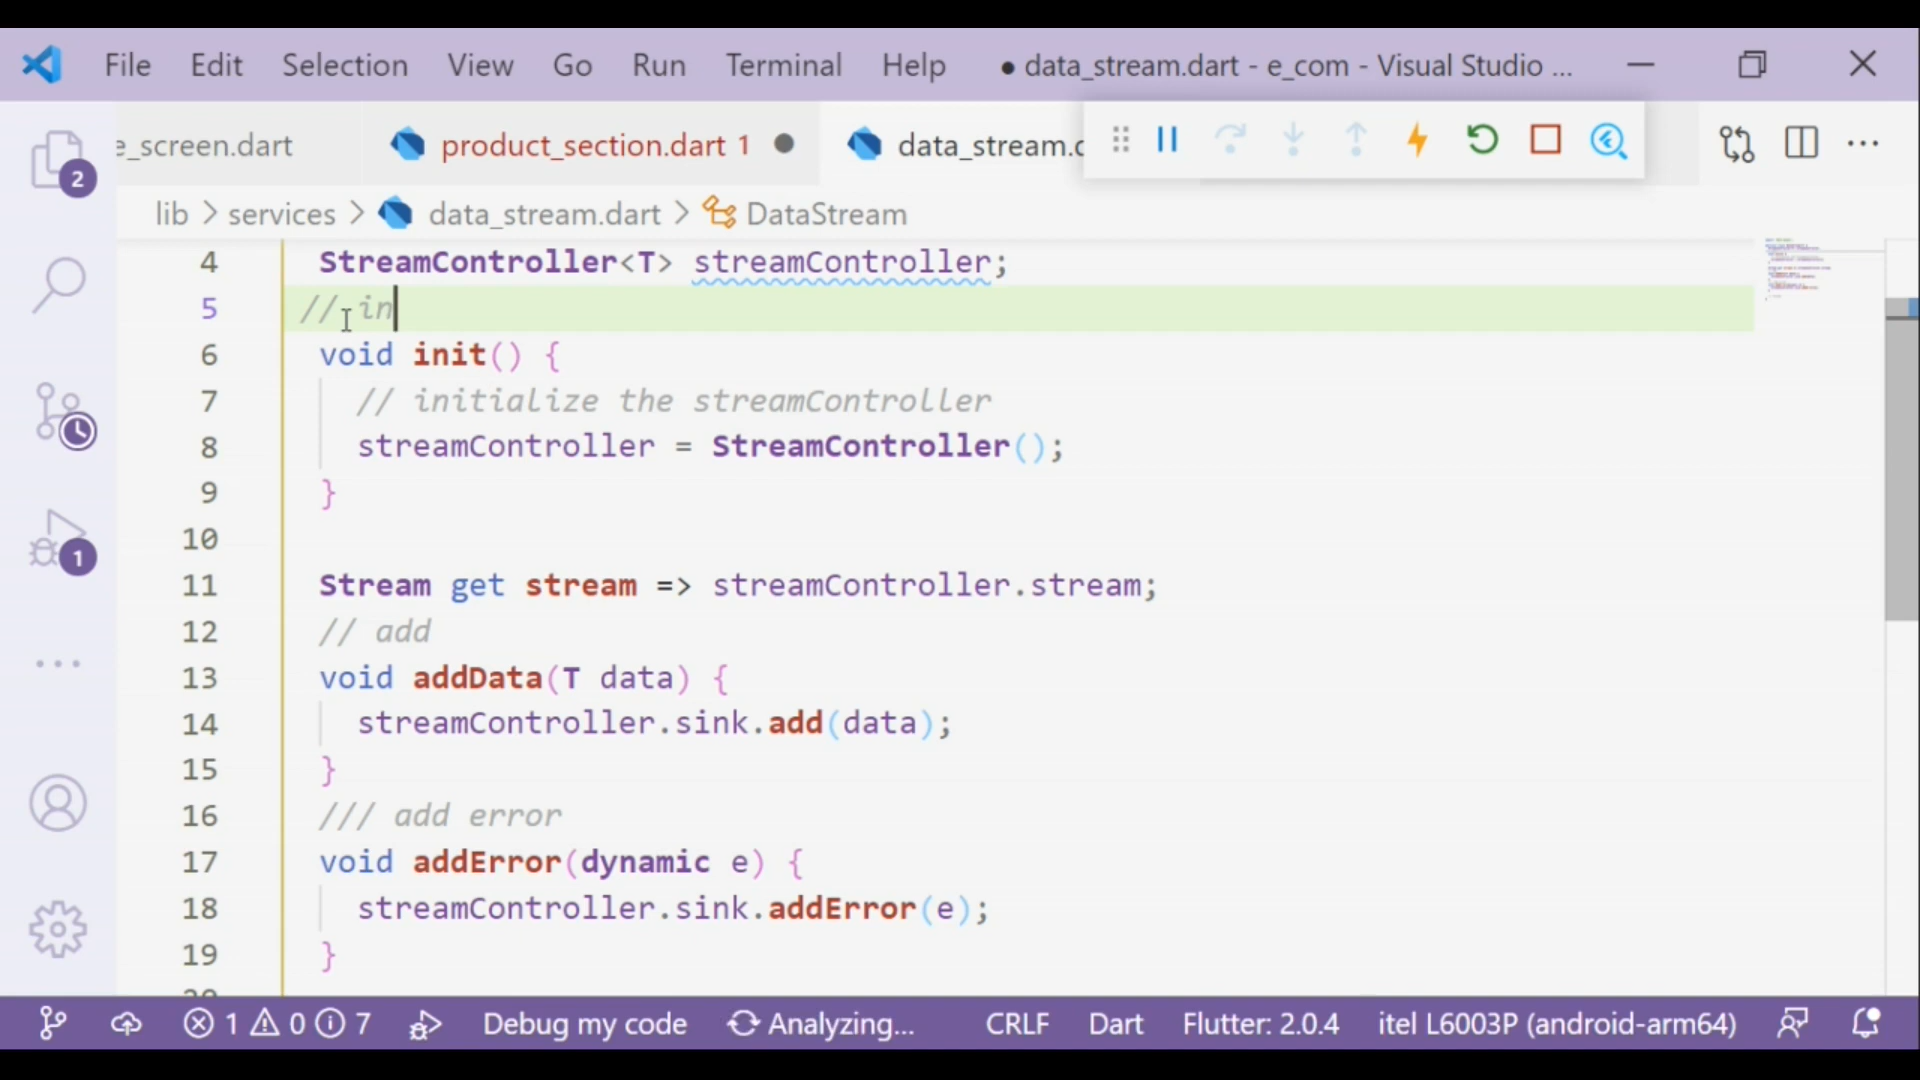 File Edit Selection View Go Run Terminal Help ● data_stream.dart - e_com - Visual Studio ...
e_screen.dart product_section.dart 1 data_stream.d
2
lib > services > data_stream.dart > DataStream
4 StreamController<T> streamController;
5 // in
6 void init() {
7 // initialize the streamController
8 streamController = StreamController();
9 }
10
11 Stream get stream => streamController.stream;
12 // add
13 void addData(T data) {
1
14 streamController.sink.add(data);
15 }
16 /// add error
17 void addError(dynamic e) {
18 streamController.sink.addError(e);
19 }
1 0 7 Debug my code Analyzing... CRLF Dart Flutter: 2.0.4 itel L6003P (android-arm64)